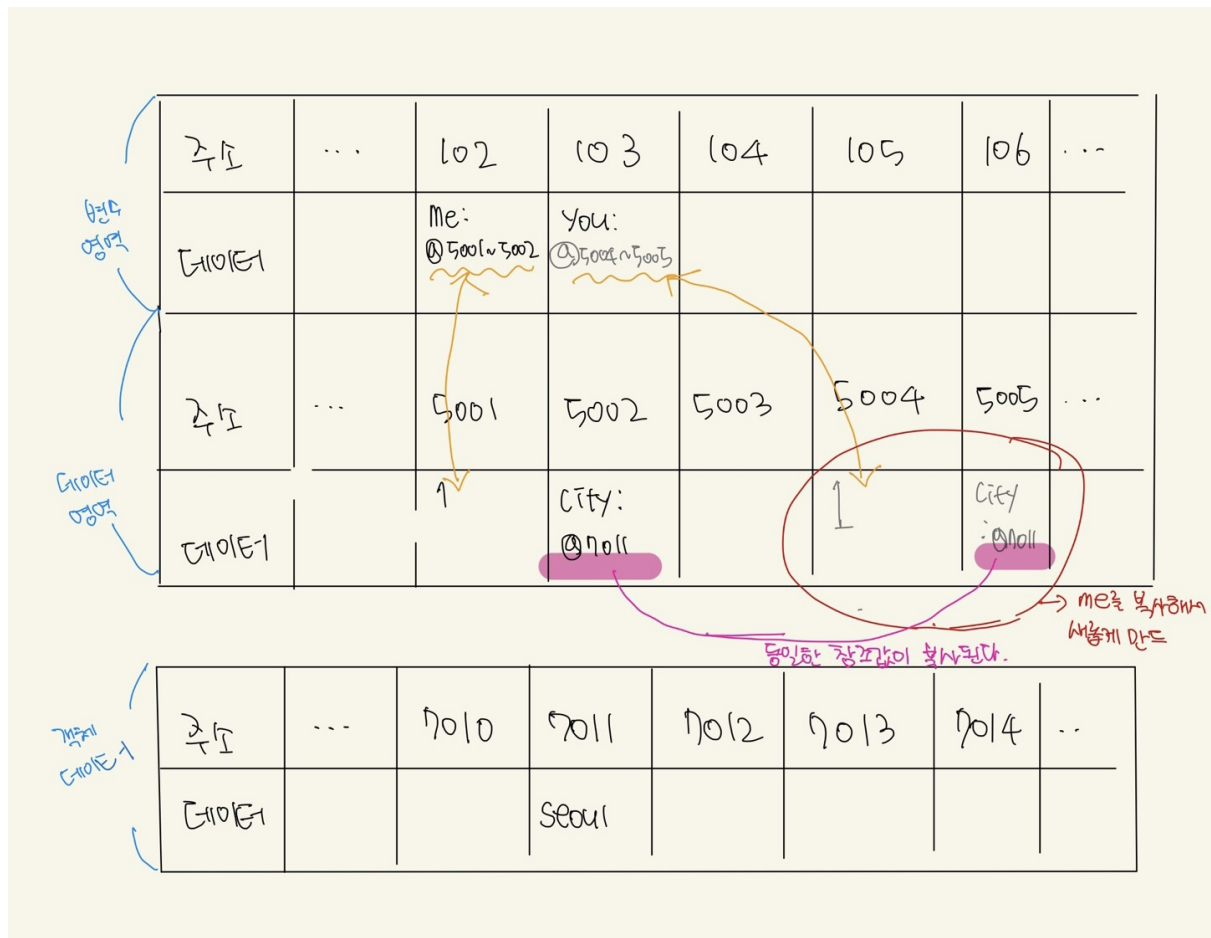 주소 ... 102 103 104 105 106 ...
변수
영역
데이터
Me:
@5001~5002
You:
@5004~5005
주소 ... 5001 5002 5003 5004 5005 ...
데이터
영역
데이터
1
City:
@7011
1
City
:@7011
→ me를 복사해서
새롭게 만드
동일한 참조값이 복사된다.
주소 ... 7010 7011 7012 7013 7014 ..
객체
데이터
데이터
seoul